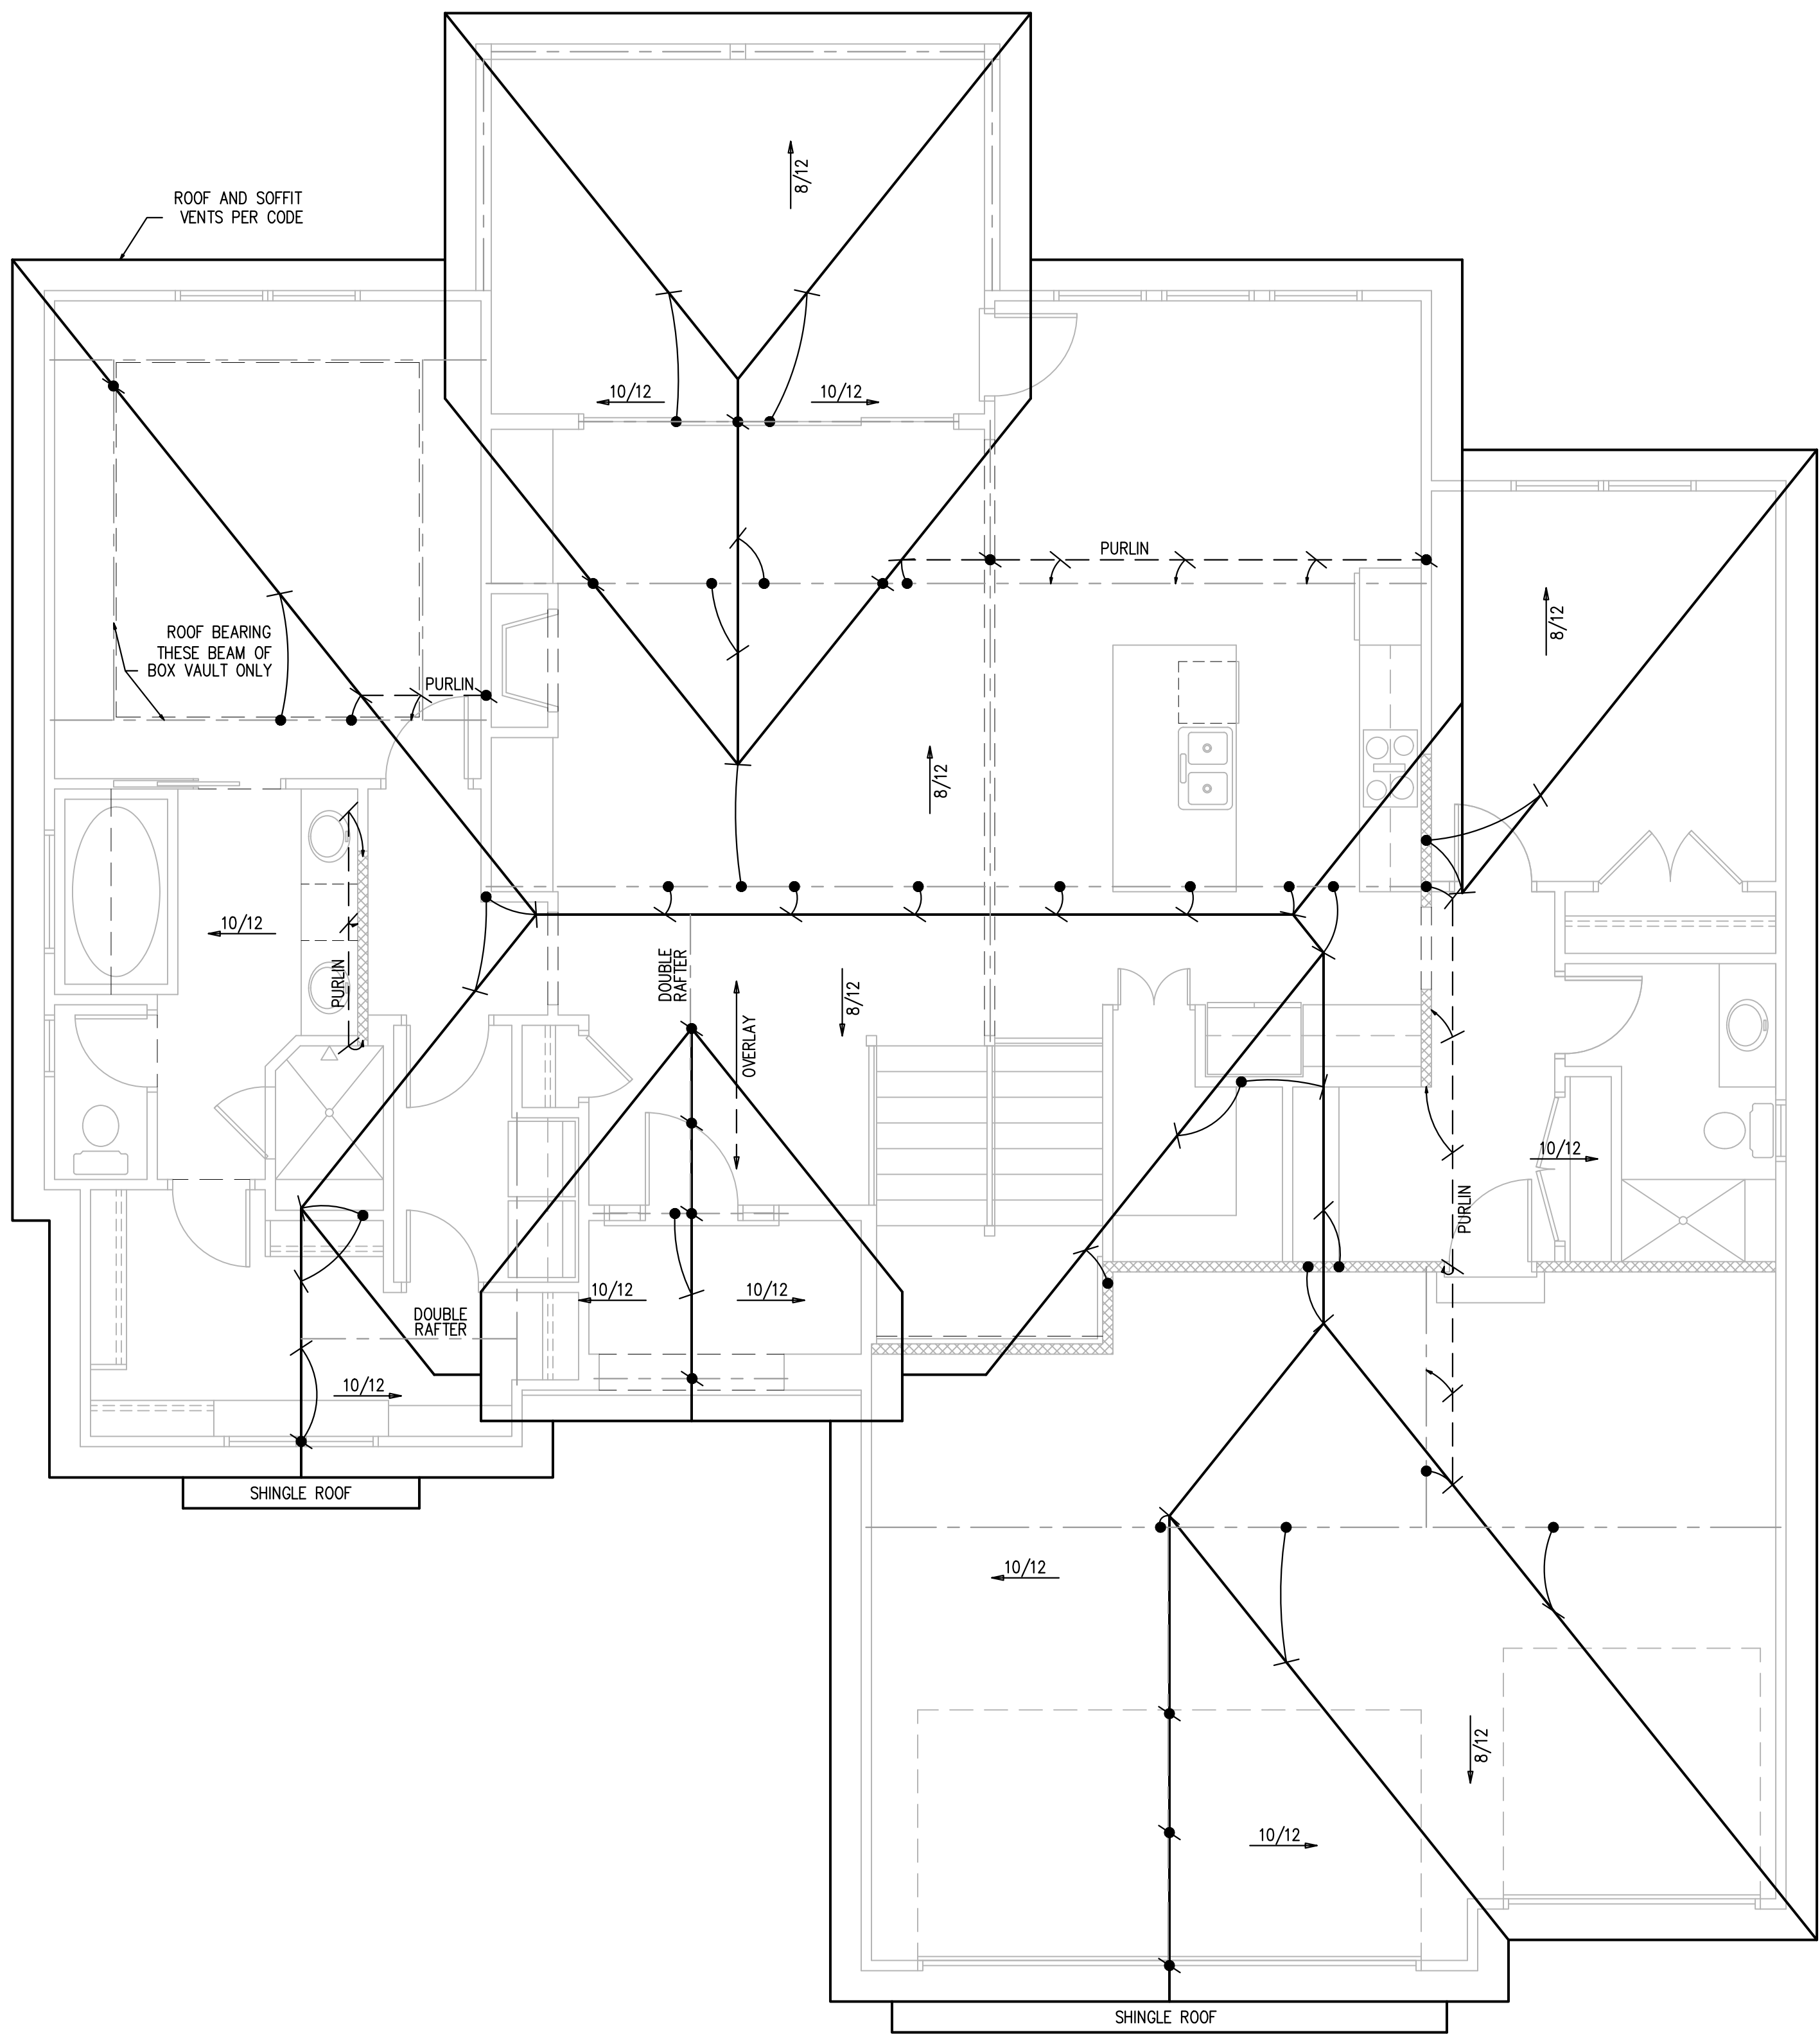 8/12
ROOF AND SOFFIT
VENTS PER CODE
10/12
10/12
PURLIN
8/12
ROOF BEARING
THESE BEAM OF
BOX VAULT ONLY
PURLIN
8/12
10/12
PURLIN
DOUBLE
RAFTER
8/12
OVERLAY
10/12
PURLIN
10/12
10/12
DOUBLE
RAFTER
10/12
SHINGLE ROOF
10/12
8/12
10/12
SHINGLE ROOF